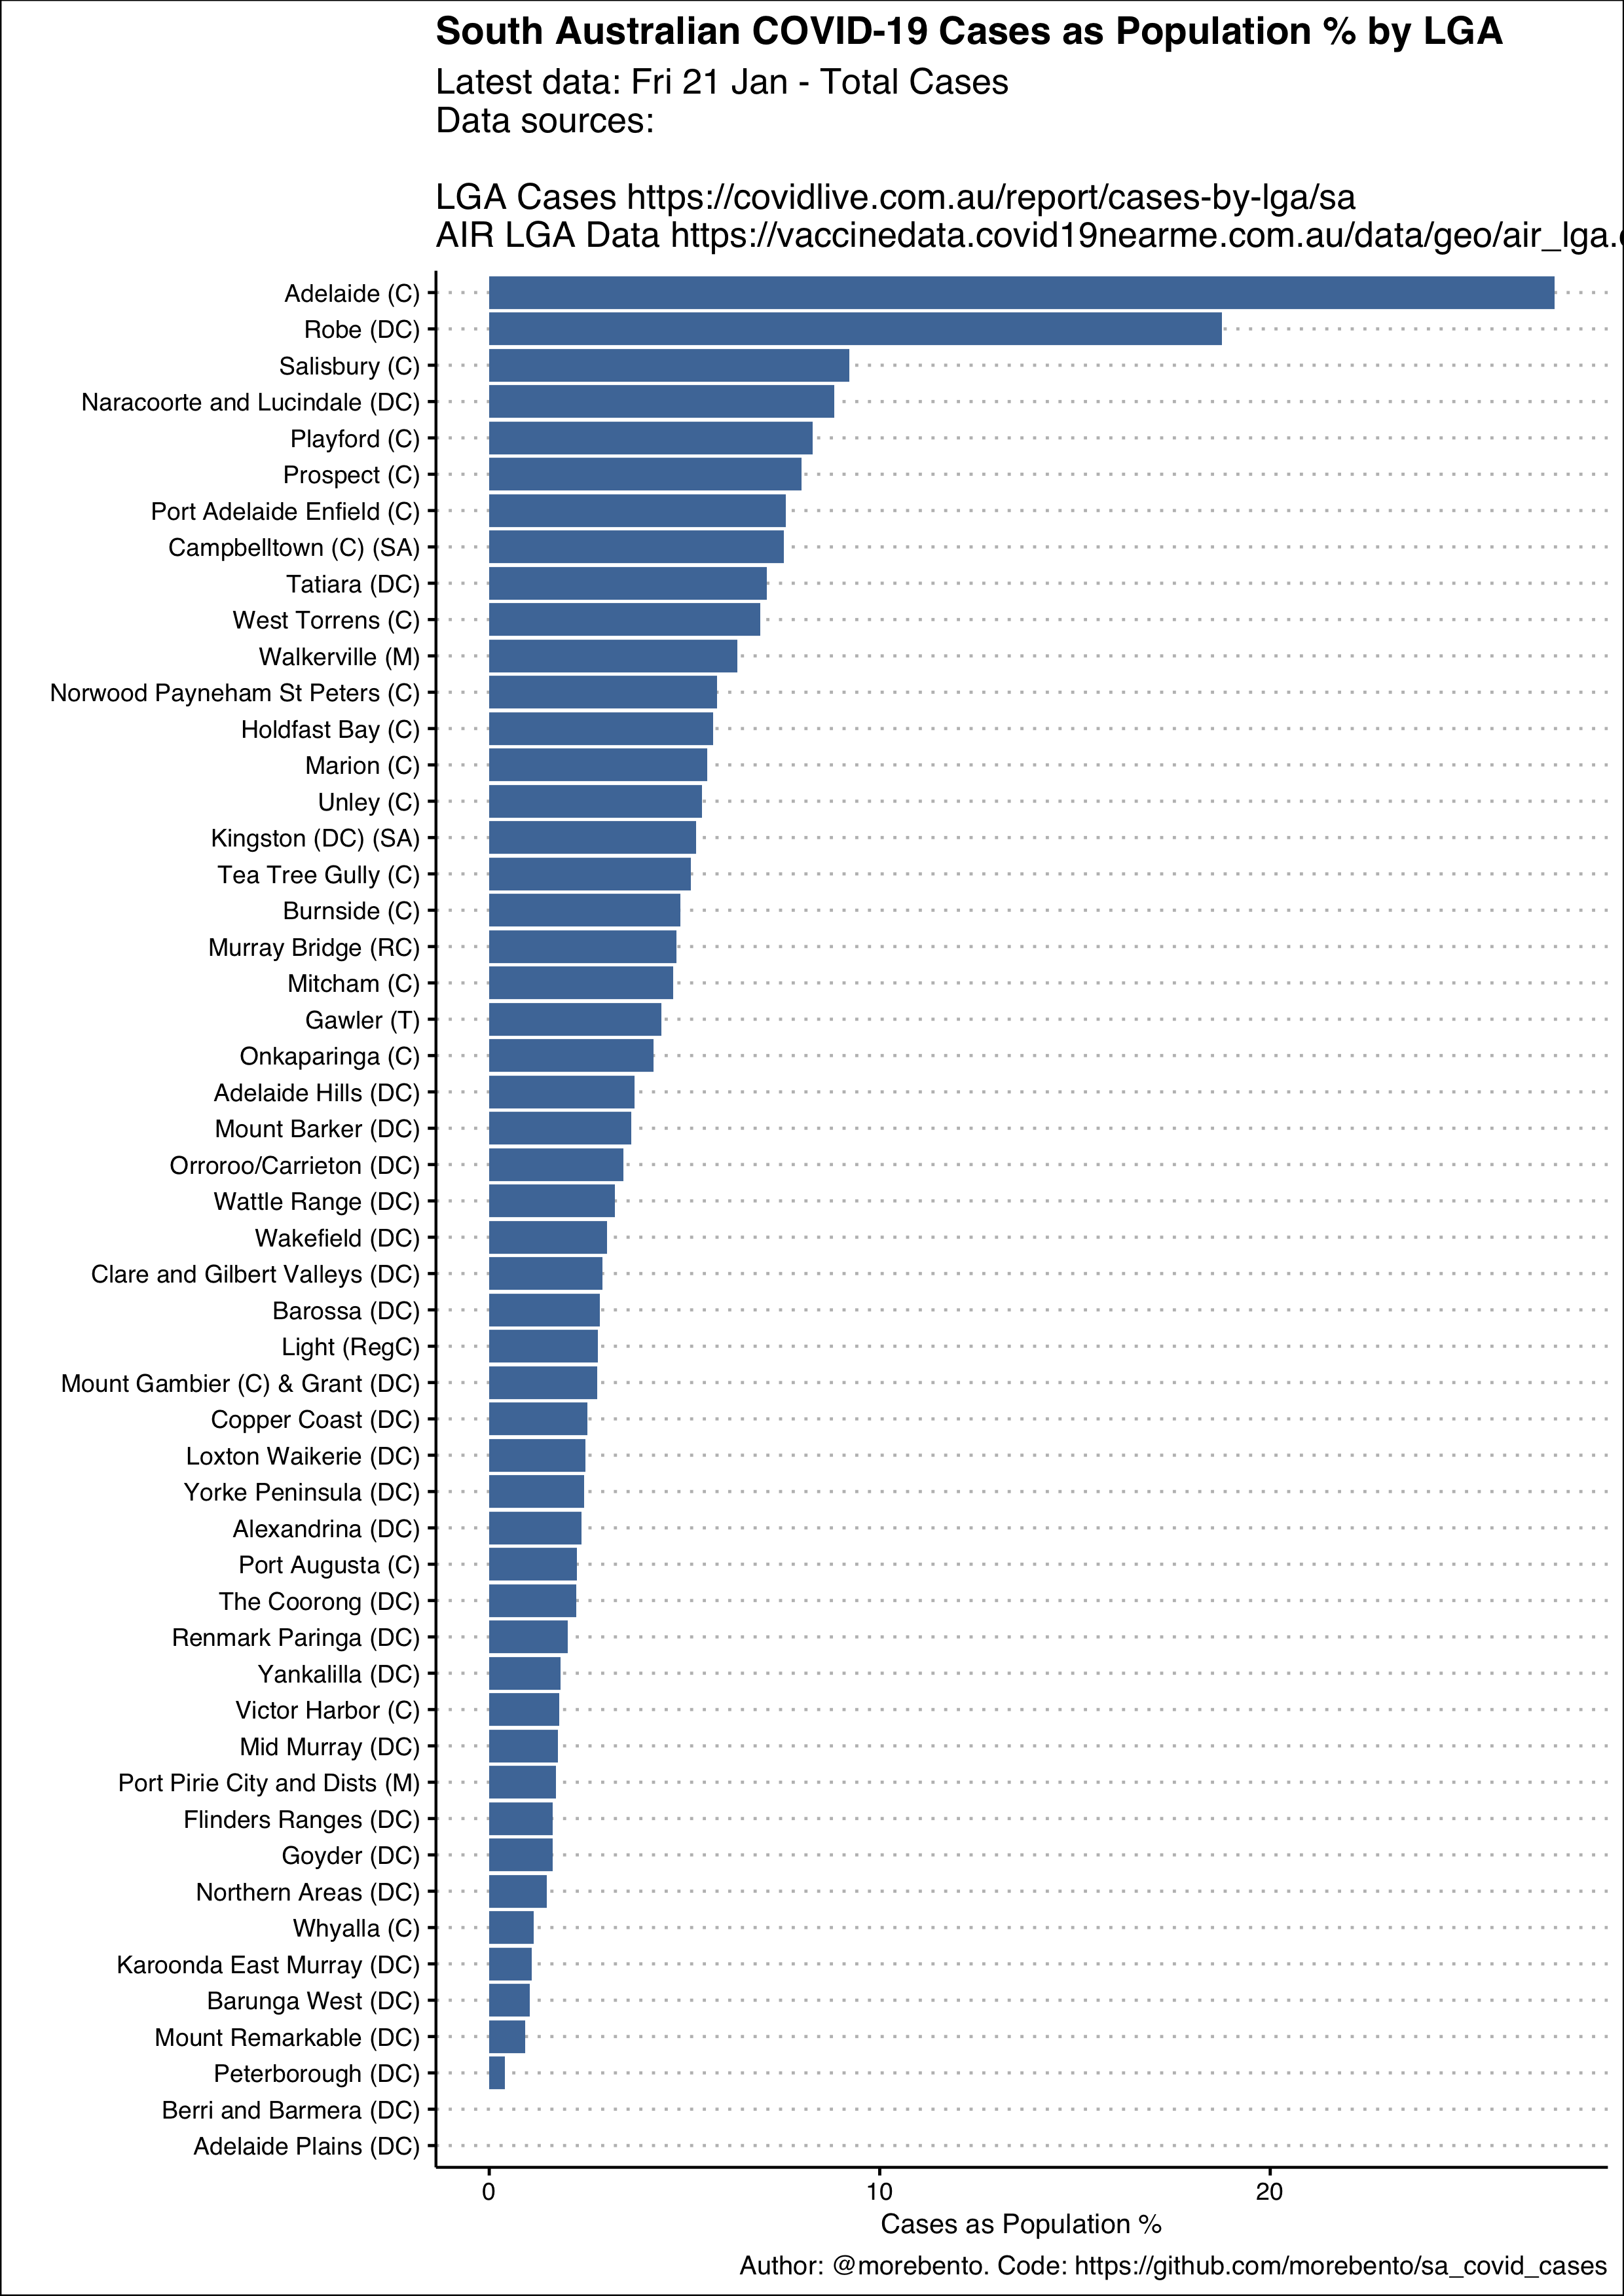 South Australian COVID-19 Cases as Population % by LGA
Latest data: Fri 21 Jan - Total Cases
Data sources:
LGA Cases https://covidlive.com.au/report/cases-by-lga/sa
AIR LGA Data https://vaccinedata.covid19nearme.com.au/data/geo/air_lga.
Adelaide (C)
Robe (DC)
Salisbury (C)
Naracoorte and Lucindale (DC)
Playford (C)
Prospect (C)
Port Adelaide Enfield (C)
Campbelltown (C) (SA)
Tatiara (DC)
West Torrens (C)
Walkerville (M)
Norwood Payneham St Peters (C)
Holdfast Bay (C)
Marion (C)
Unley (C)
Kingston (DC) (SA)
Tea Tree Gully (C)
Burnside (C)
Murray Bridge (RC)
Mitcham (C)
Gawler (T)
Onkaparinga (C)
Adelaide Hills (DC)
Mount Barker (DC)
Orroroo/Carrieton (DC)
Wattle Range (DC)
Wakefield (DC)
Clare and Gilbert Valleys (DC)
Barossa (DC)
Light (RegC)
Mount Gambier (C) & Grant (DC)
Copper Coast (DC)
Loxton Waikerie (DC)
Yorke Peninsula (DC)
Alexandrina (DC)
Port Augusta (C)
The Coorong (DC)
Renmark Paringa (DC)
Yankalilla (DC)
Victor Harbor (C)
Mid Murray (DC)
Port Pirie City and Dists (M)
Flinders Ranges (DC)
Goyder (DC)
Northern Areas (DC)
Whyalla (C)
Karoonda East Murray (DC)
Barunga West (DC)
Mount Remarkable (DC)
Peterborough (DC)
Berri and Barmera (DC)
Adelaide Plains (DC)
0 10 20
Cases as Population %
Author: @morebento. Code: https://github.com/morebento/sa_covid_cases